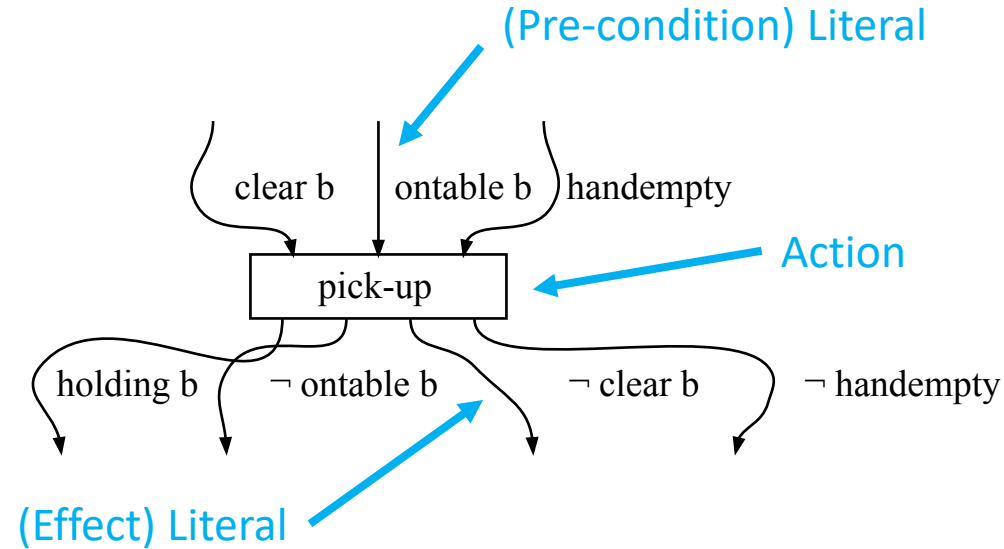 (Pre-condition) Literal
clear b ontable b handempty
Action
pick-up
holding b ¬ ontable b ¬ clear b ¬ handempty
(Effect) Literal